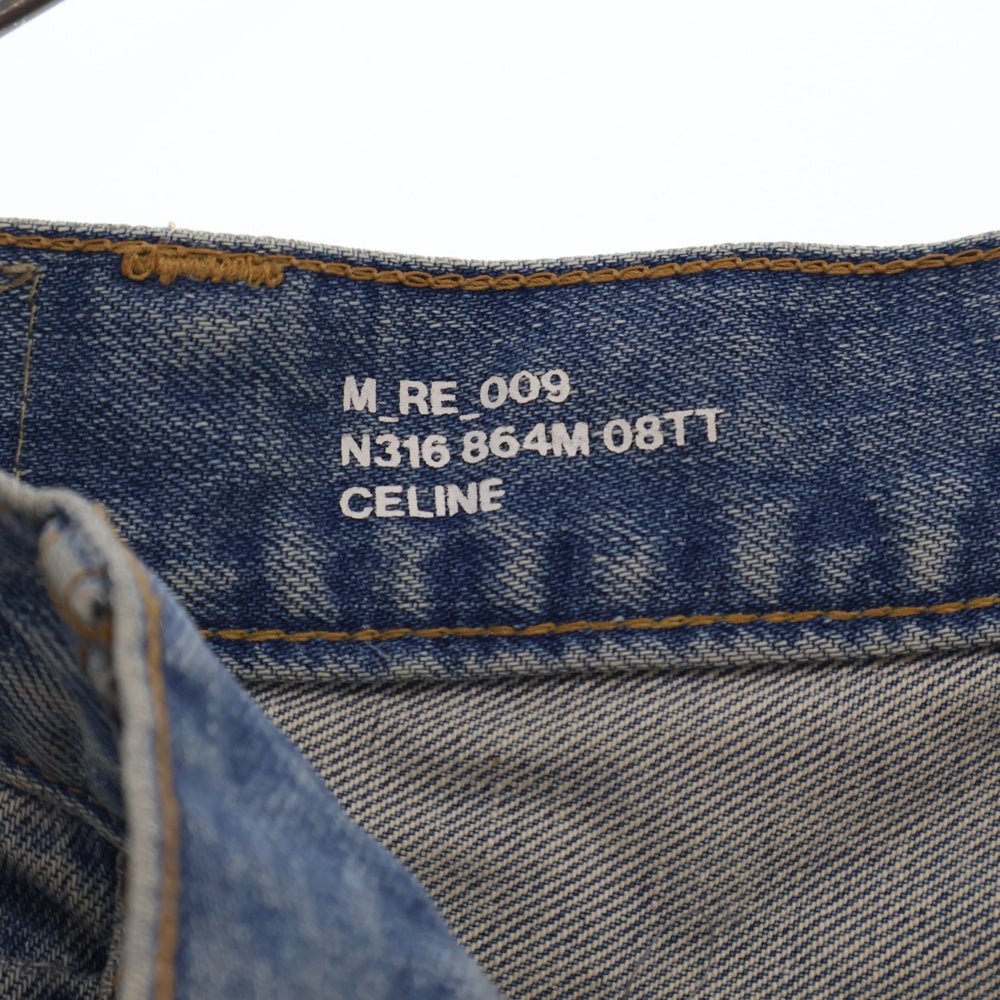 M_RE_009
N316 864M 08TT
CELINE